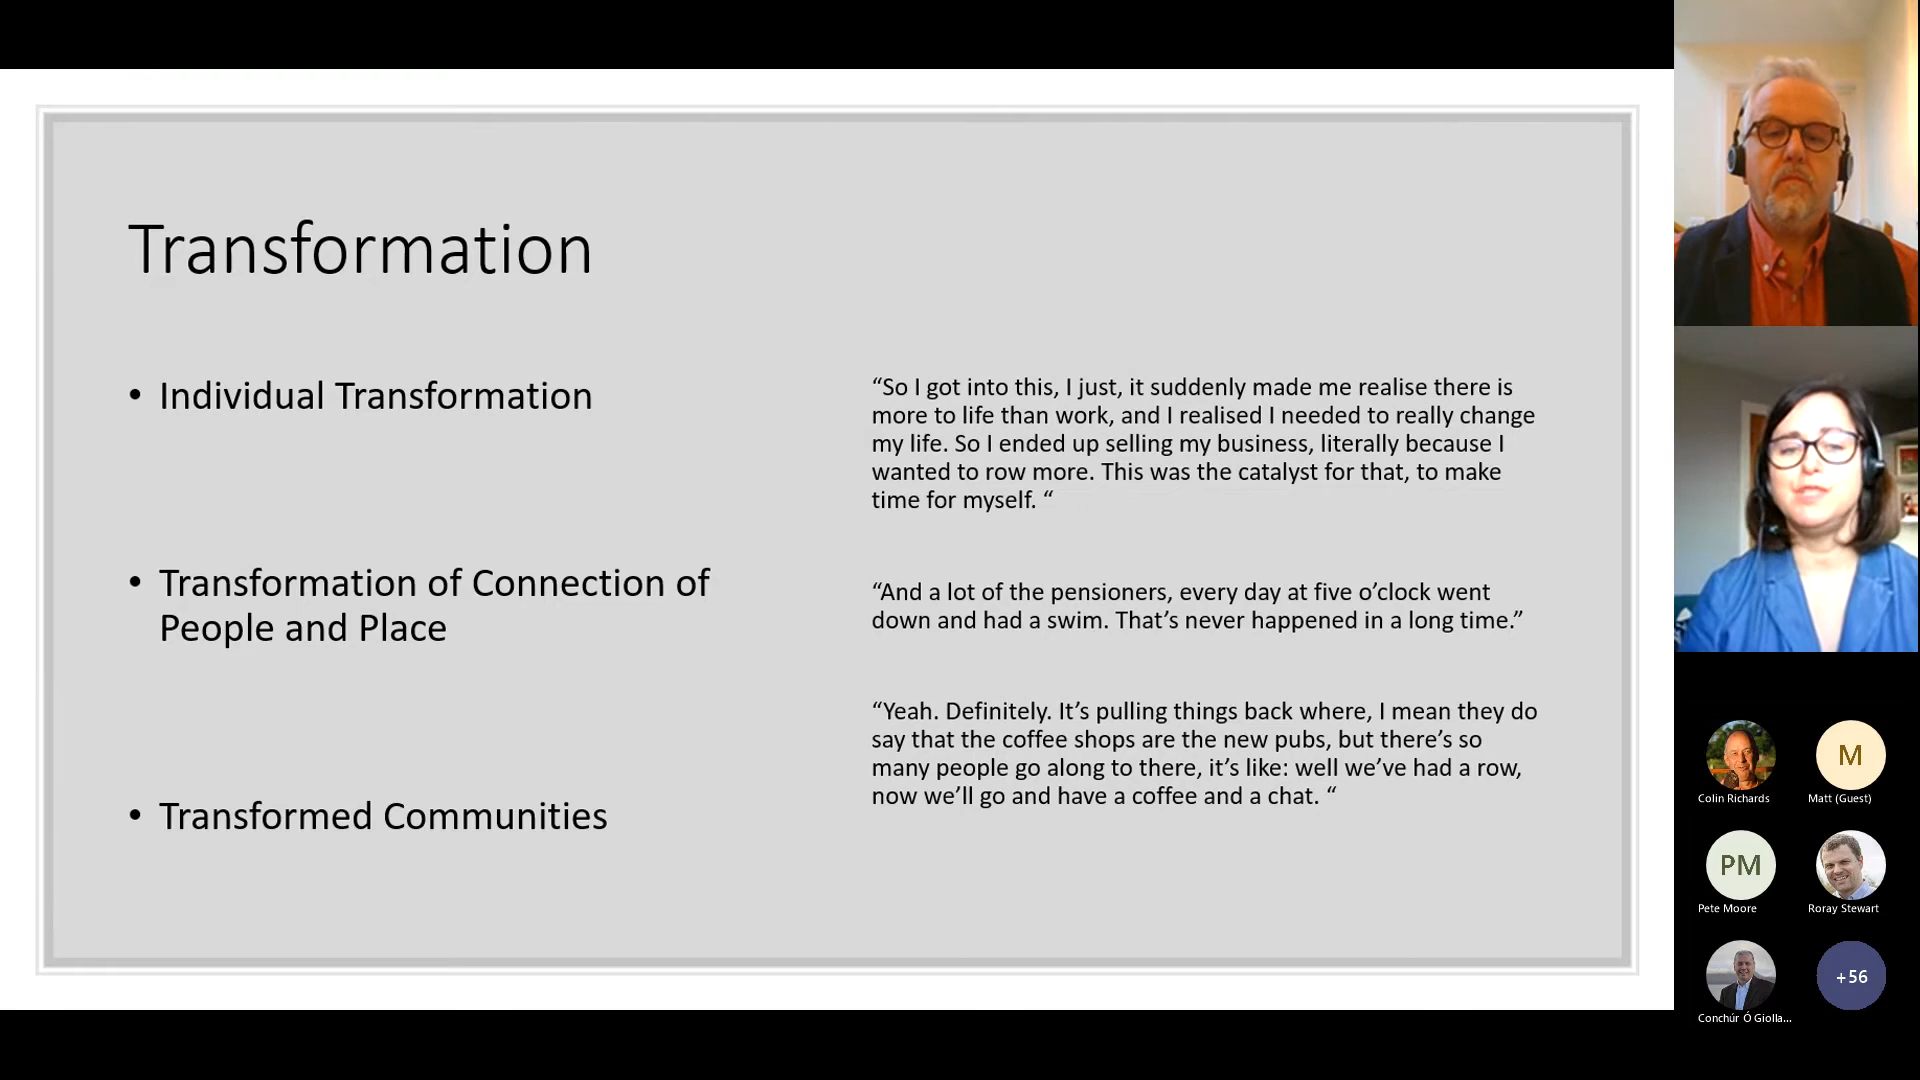 Transformation
• Individual Transformation
“So I got into this, I just, it suddenly made me realise there is
more to life than work, and I realised I needed to really change
my life. So I ended up selling my business, literally because I
wanted to row more. This was the catalyst for that, to make
time for myself. “
• Transformation of Connection of
People and Place
“And a lot of the pensioners, every day at five o’clock went
down and had a swim. That’s never happened in a long time.”
• Transformed Communities
“Yeah. Definitely. It’s pulling things back where, I mean they do
say that the coffee shops are the new pubs, but there’s so
many people go along to there, it’s like: well we’ve had a row,
now we’ll go and have a coffee and a chat. “
Colin Richards
M
Matt (Guest)
PM
Pete Moore
Roray Stewart
Conchúr Ó Giolla...
+56